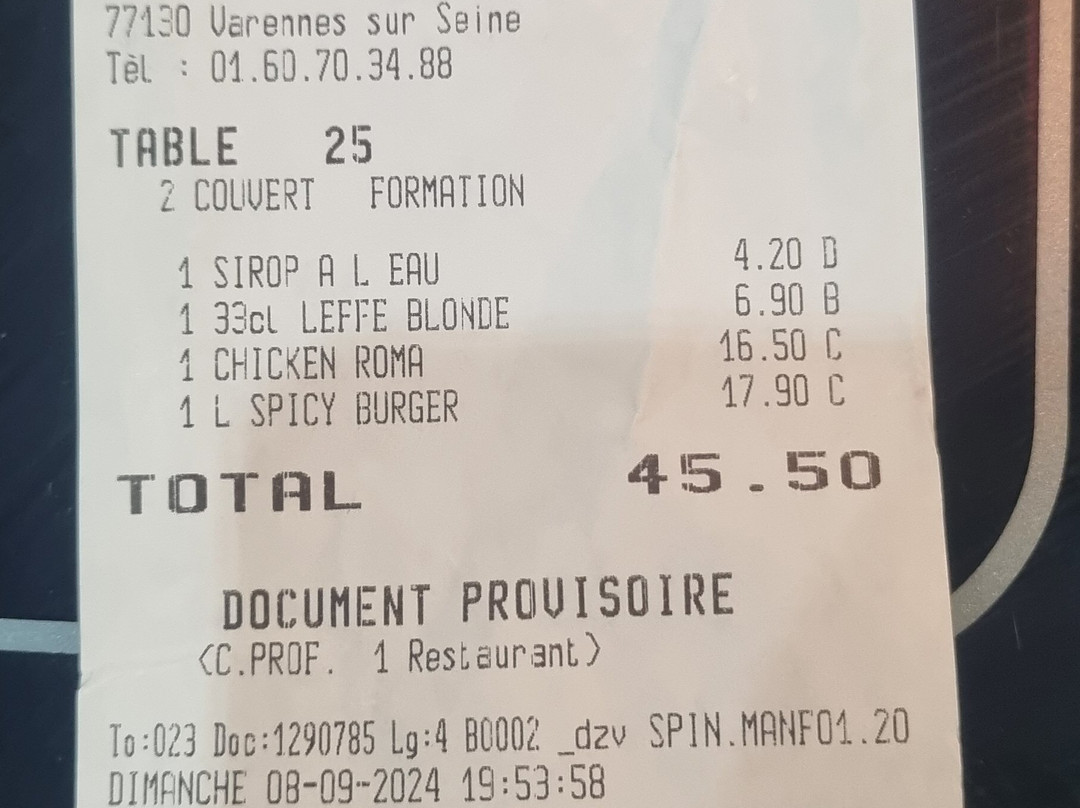 77130 Varennes sur Seine
Tèl : 01.60.70.34.88
TABLE 25
2 COUVERT FORMATION
1 SIROP A L EAU 4.20 D
1 33cl LEFFE BLONDE 6.90 B
1 CHICKEN ROMA 16.50 C
1 L SPICY BURGER 17.90 C
TOTAL 45.50
DOCUMENT PROVISOIRE
(C.PROF. 1 Restaurant)
To:023 Doc:1290785 Lg:4 B0002 _dzv SPIN.MANF01.20
DIMANCHE 08-09-2024 19:53:58